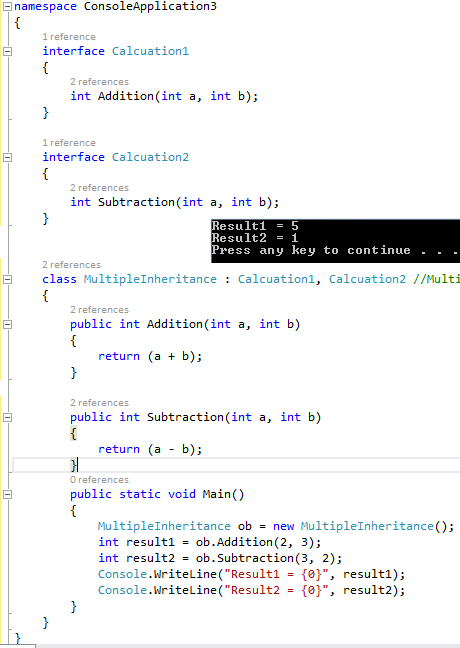 namespace ConsoleApplication3
{
1 reference
interface Calcuation1
{
2 references
int Addition(int a, int b);
}
1 reference
interface Calcuation2
{
2 references
int Subtraction(int a, int b);
}
Result1 = 5
Result2 = 1
Press any key to continue . . .
2 references
class MultipleInheritance : Calcuation1, Calcuation2 //Multi
{
2 references
public int Addition(int a, int b)
{
return (a + b);
}
2 references
public int Subtraction(int a, int b)
{
return (a - b);
}
0 references
public static void Main()
{
MultipleInheritance ob = new MultipleInheritance();
int result1 = ob.Addition(2, 3);
int result2 = ob.Subtraction(3, 2);
Console.WriteLine("Result1 = {0}", result1);
Console.WriteLine("Result2 = {0}", result2);
}
}
}